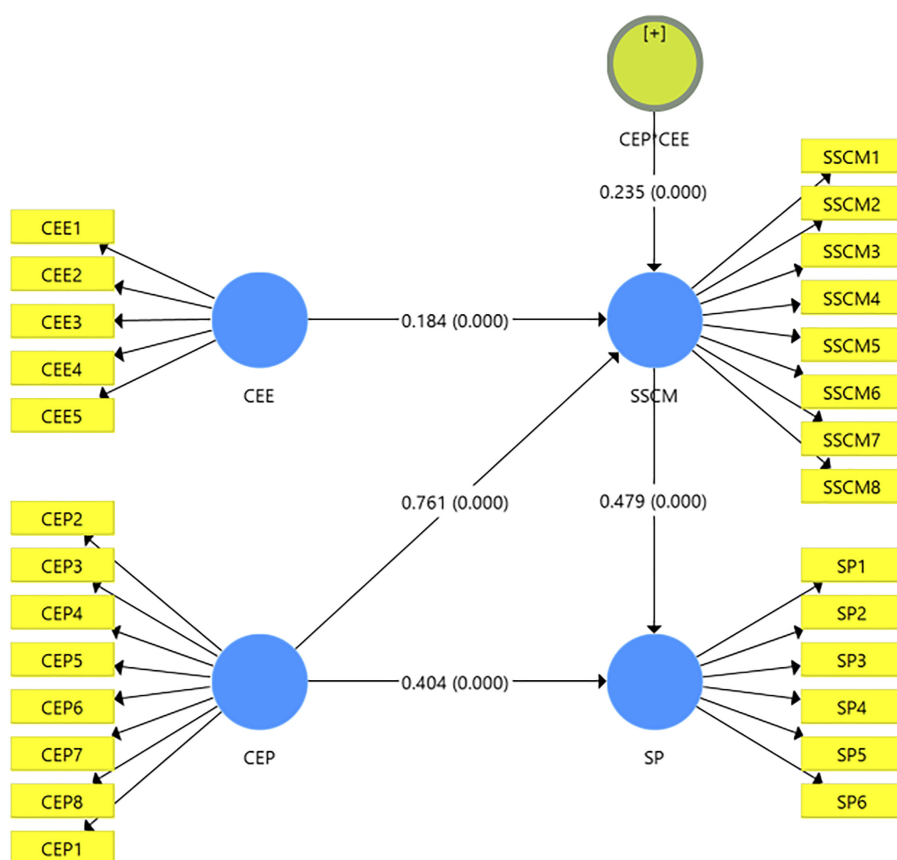 [+]
CEP*CEE
0.235 (0.000)
SSCM1
SSCM2
SSCM3
SSCM4
SSCM5
SSCM6
SSCM7
SSCM8
CEE1
CEE2
CEE3
CEE4
CEE5
CEE
0.184 (0.000)
SSCM
0.761 (0.000)
0.479 (0.000)
CEP2
CEP3
CEP4
CEP5
CEP6
CEP7
CEP8
CEP1
CEP
0.404 (0.000)
SP
SP1
SP2
SP3
SP4
SP5
SP6